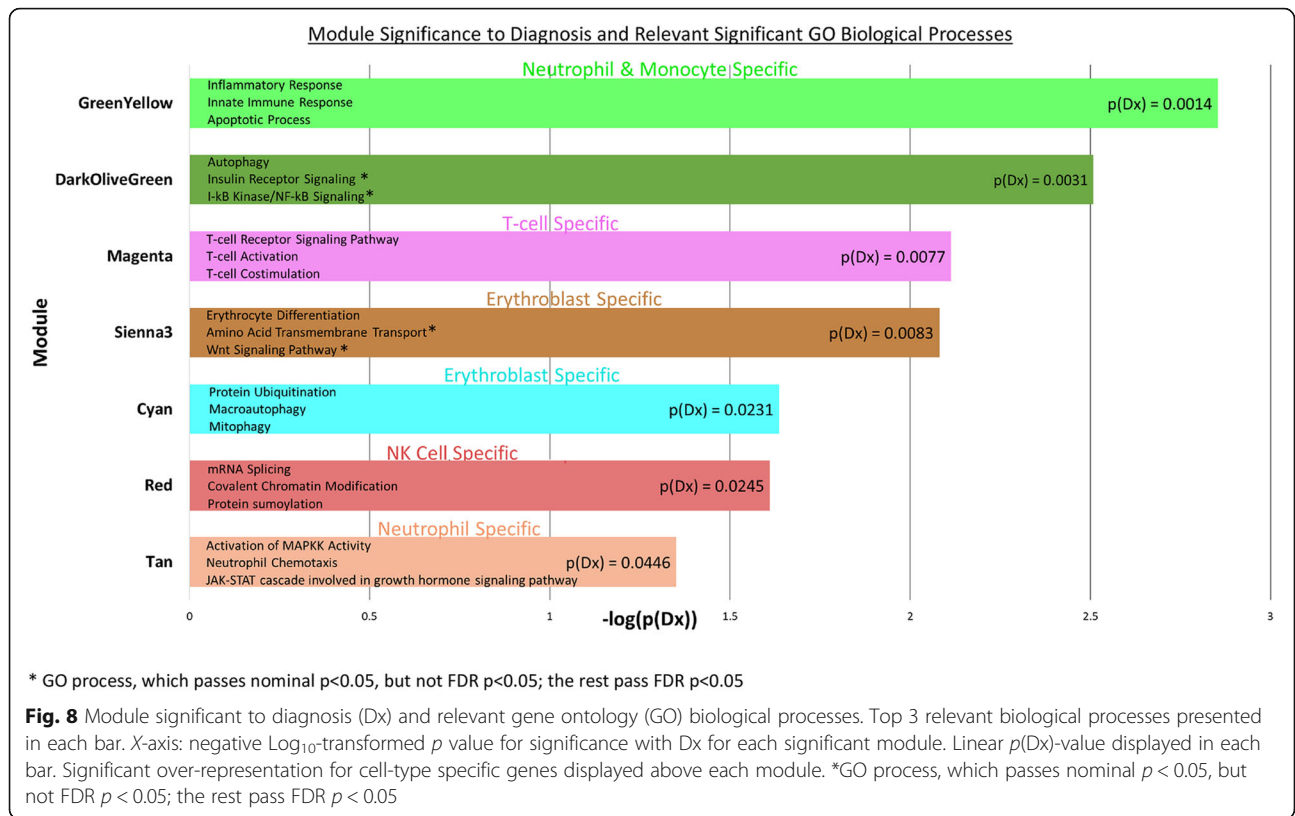 Module Significance to Diagnosis and Relevant Significant GO Biological Processes
Neutrophil & Monocyte Specific
GreenYellow
Inflammatory Response
Innate Immune Response
Apoptotic Process
p(Dx) = 0.0014
DarkOliveGreen
Autophagy
Insulin Receptor Signaling *
I-kB Kinase/NF-kB Signaling*
p(Dx) = 0.0031
T-cell Specific
Magenta
T-cell Receptor Signaling Pathway
T-cell Activation
T-cell Costimulation
p(Dx) = 0.0077
Erythroblast Specific
Sienna3
Erythrocyte Differentiation
Amino Acid Transmembrane Transport*
Wnt Signaling Pathway *
p(Dx) = 0.0083
Erythroblast Specific
Cyan
Protein Ubiquitination
Macroautophagy
Mitophagy
p(Dx) = 0.0231
NK Cell Specific
Red
mRNA Splicing
Covalent Chromatin Modification
Protein sumoylation
p(Dx) = 0.0245
Neutrophil Specific
Tan
Activation of MAPKK Activity
Neutrophil Chemotaxis
JAK-STAT cascade involved in growth hormone signaling pathway
p(Dx) = 0.0446
Module
0 0.5 1 1.5 2 2.5 3
-log(p(Dx))
* GO process, which passes nominal p<0.05, but not FDR p<0.05; the rest pass FDR p<0.05
Fig. 8 Module significant to diagnosis (Dx) and relevant gene ontology (GO) biological processes. Top 3 relevant biological processes presented
in each bar. X-axis: negative Log₁₀-transformed p value for significance with Dx for each significant module. Linear p(Dx)-value displayed in each
bar. Significant over-representation for cell-type specific genes displayed above each module. *GO process, which passes nominal p < 0.05, but
not FDR p < 0.05; the rest pass FDR p < 0.05